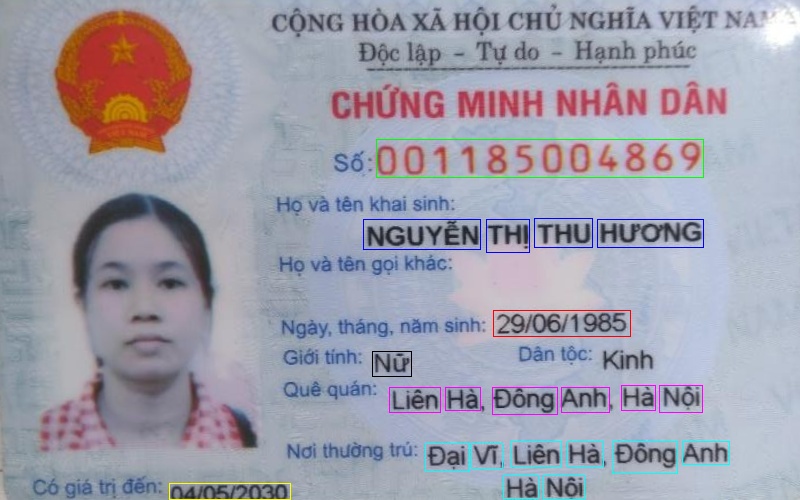 CỘNG HÒA XÃ HỘI CHỦ NGHĨA VIỆT NAM
Độc lập - Tự do - Hạnh phúc
CHỨNG MINH NHÂN DÂN
Số: 001185004869
Họ và tên khai sinh:
NGUYỄN THỊ THU HƯƠNG
Họ và tên gọi khác:
Ngày, tháng, năm sinh: 29/06/1985
Giới tính: Nữ Dân tộc: Kinh
Quê quán: Liên Hà, Đông Anh, Hà Nội
Nơi thường trú: Đại Vĩ, Liên Hà, Đông Anh
Hà Nội
Có giá trị đến: 04/05/2030